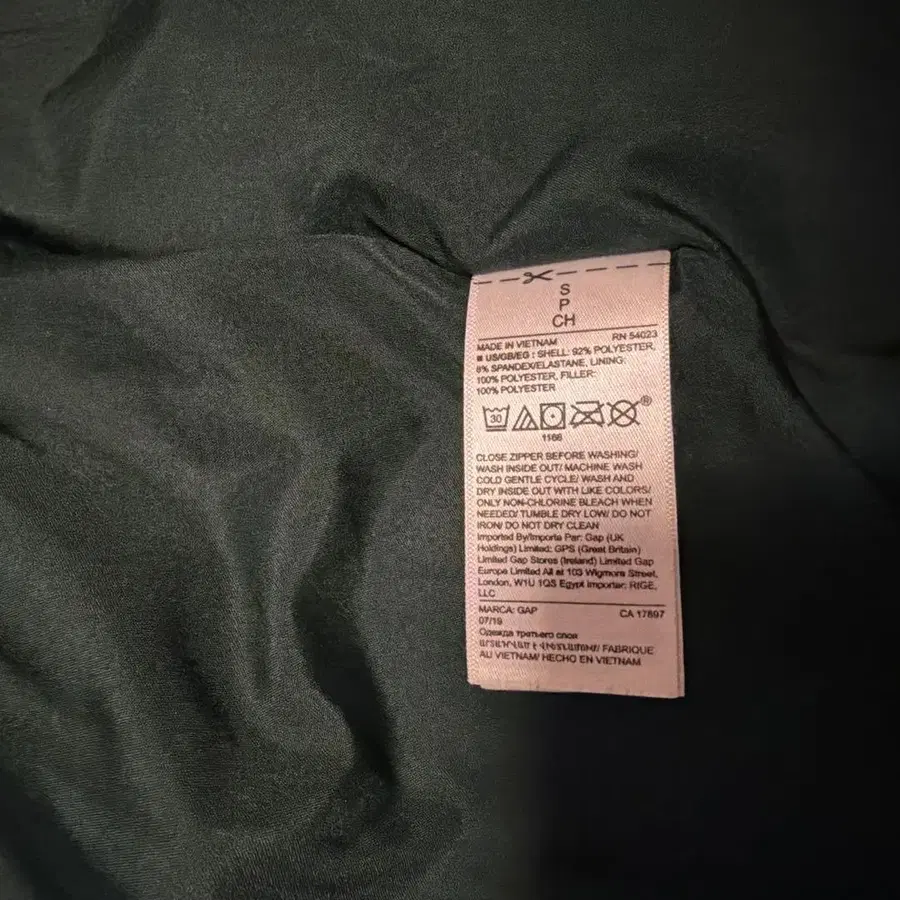 S
P
CH
MADE IN VIETNAM RN 54023
■ US/GB/EG : SHELL: 92% POLYESTER,
8% SPANDEX/ELASTANE, LINING:
100% POLYESTER, FILLER:
100% POLYESTER
30 ®
1166
CLOSE ZIPPER BEFORE WASHING/
WASH INSIDE OUT/ MACHINE WASH
COLD GENTLE CYCLE/ WASH AND
DRY INSIDE OUT WITH LIKE COLORS/
ONLY NON-CHLORINE BLEACH WHEN
NEEDED/ TUMBLE DRY LOW/ DO NOT
IRON/ DO NOT DRY CLEAN
Imported By/Importe Par: Gap (UK
Holdings) Limited: GPS (Great Britain)
Limited Gap Stores (Ireland) Limited Gap
Europe Limited All at 103 Wigmore Street,
London, W1U 1QS Egypt Importer: RIGE,
LLC
MARCA: GAP CA 17897
07/19
Одежда третьего слоя
FABRIQUE
AU VIETNAM/ HECHO EN VIETNAM